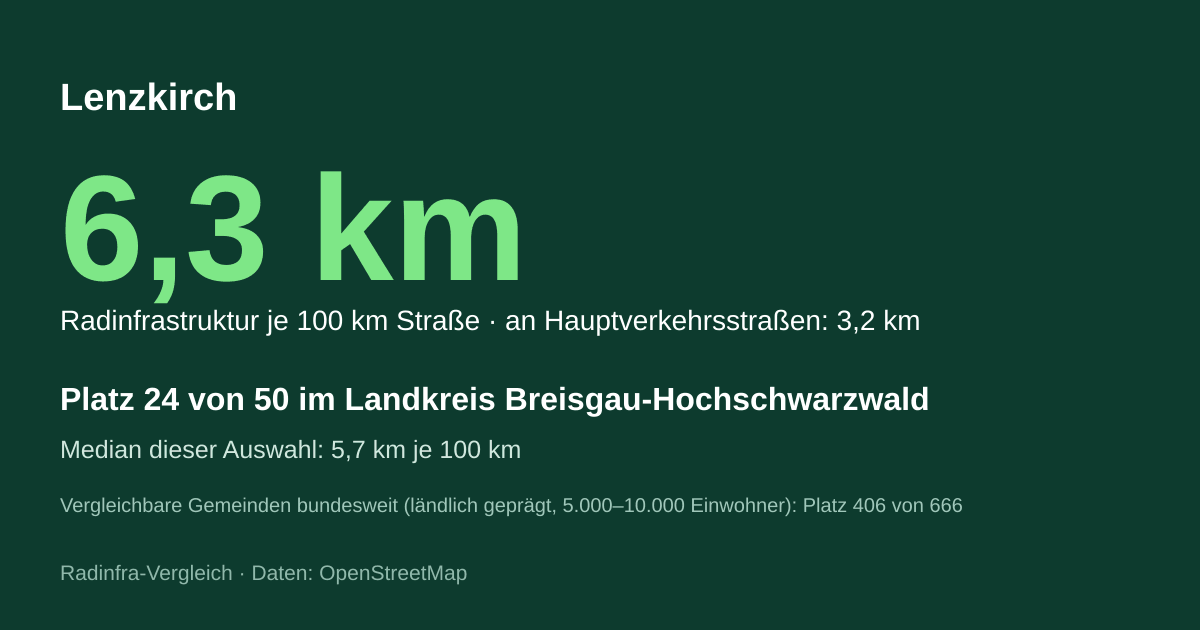 Lenzkirch
6,3 km
Radinfrastruktur je 100 km Straße · an Hauptverkehrsstraßen: 3,2 km
Platz 24 von 50 im Landkreis Breisgau-Hochschwarzwald
Median dieser Auswahl: 5,7 km je 100 km
Vergleichbare Gemeinden bundesweit (ländlich geprägt, 5.000–10.000 Einwohner): Platz 406 von 666
Radinfra-Vergleich · Daten: OpenStreetMap